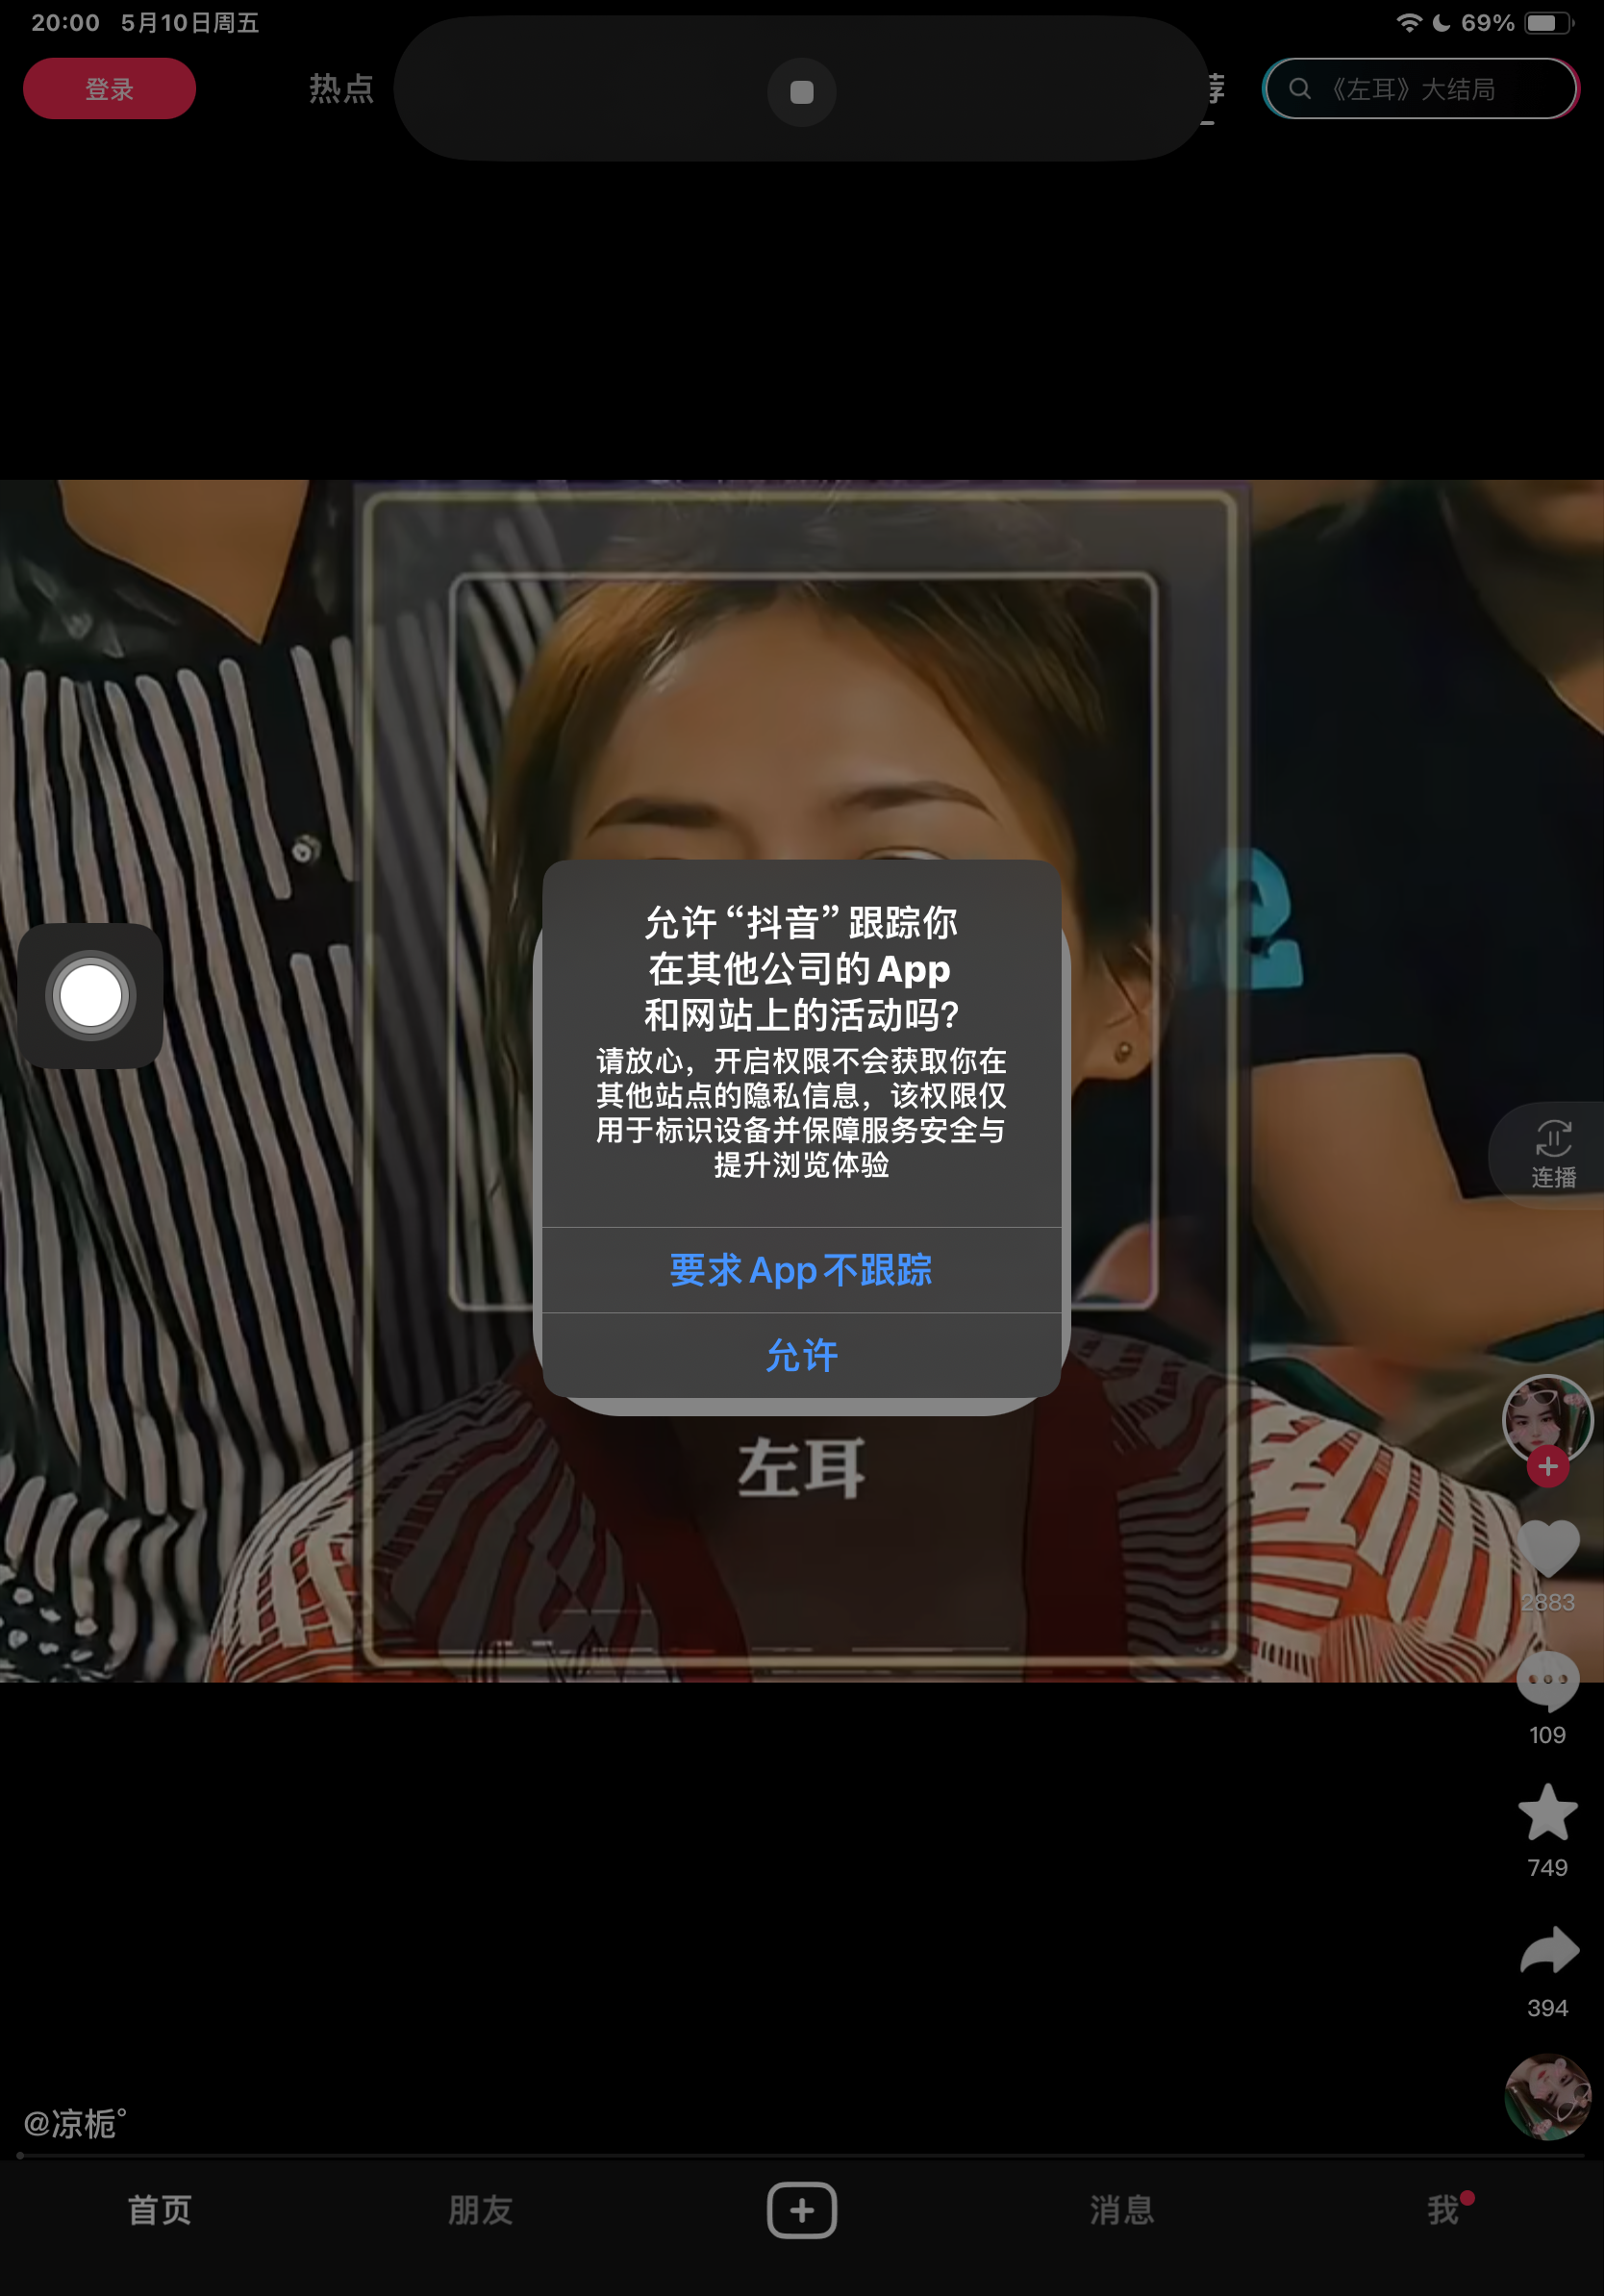 20:00 5月10日周五
69%
登录
热点
荐
《左耳》大结局
允许“抖音”跟踪你
在其他公司的App
和网站上的活动吗?
请放心，开启权限不会获取你在
其他站点的隐私信息，该权限仅
用于标识设备并保障服务安全与
提升浏览体验
要求App不跟踪
允许
连播
左耳
2883
109
749
394
@凉栀°
首页
朋友
消息
我